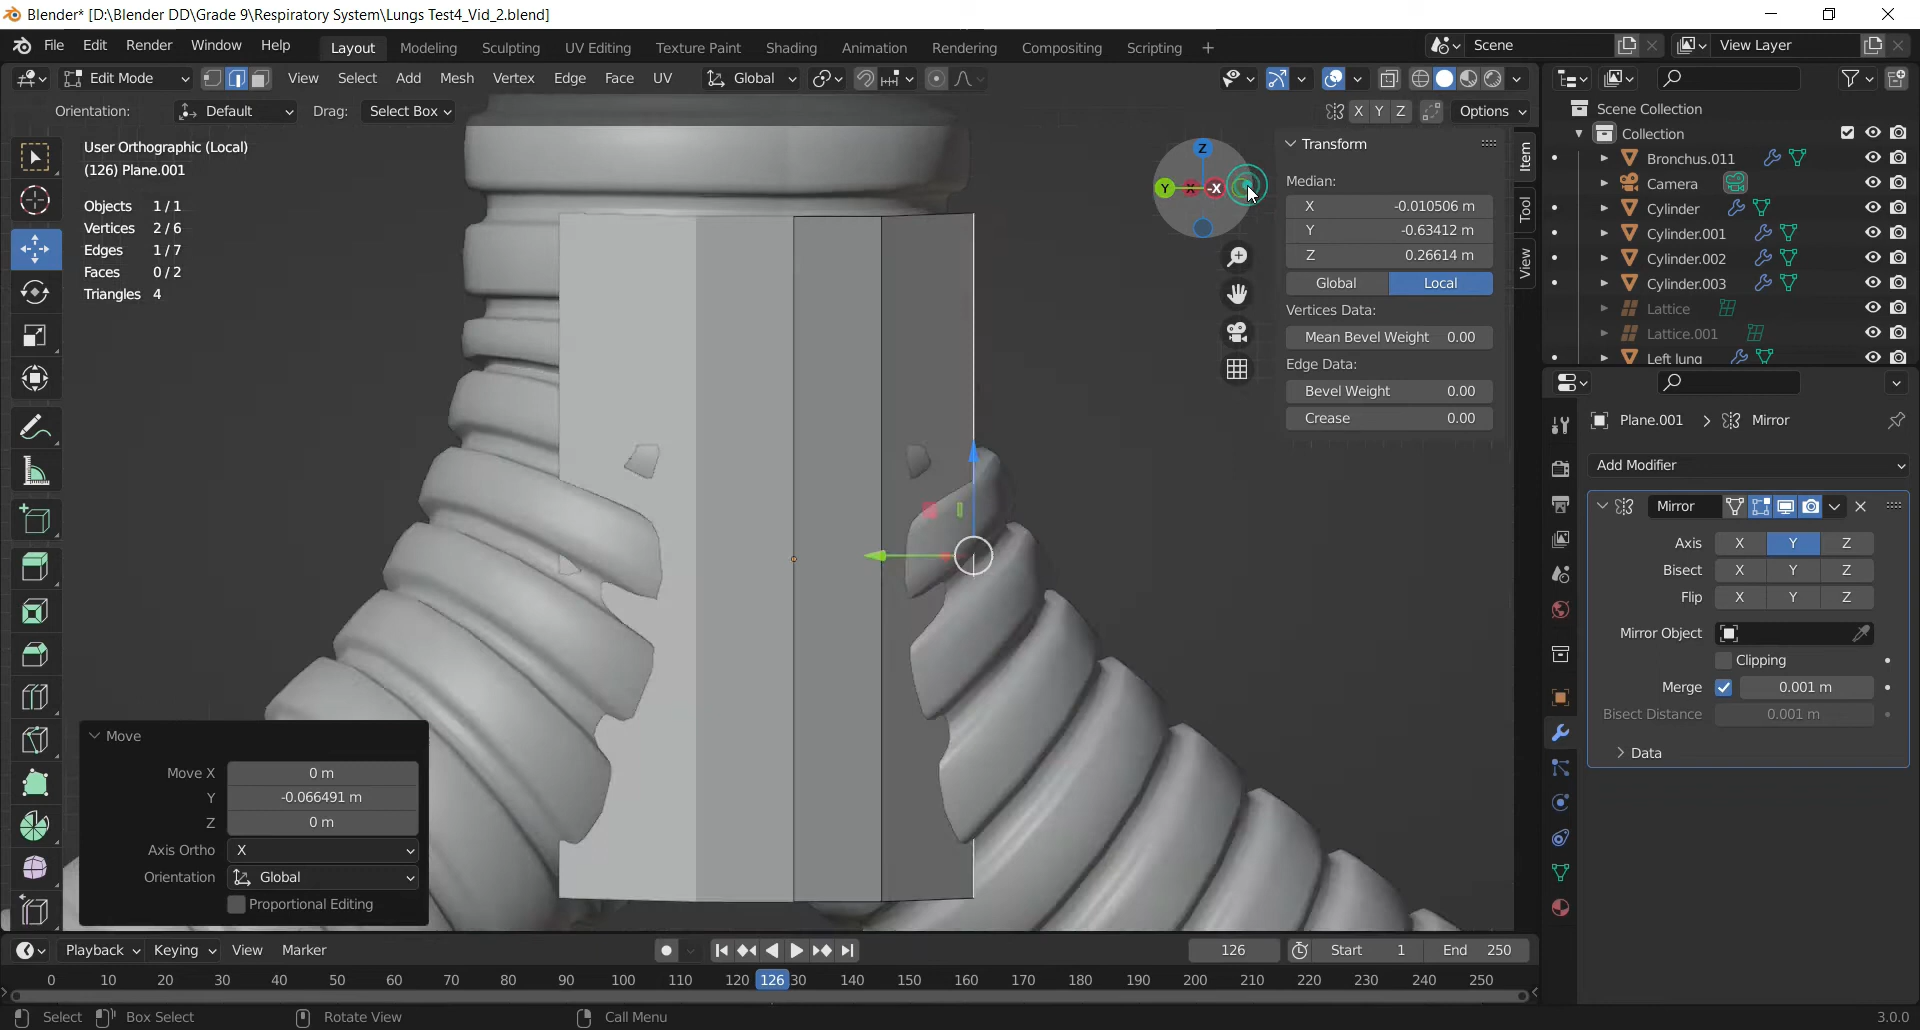 Blender* [D:\Blender DD\Grade 9\Respiratory System\Lungs Test4_Vid_2.blend]
File Edit Render Window Help Layout Modeling Sculpting UV Editing Texture Paint Shading Animation Rendering Compositing Scripting + Scene View Layer
Edit Mode View Select Add Mesh Vertex Edge Face UV Global
Orientation: Default Drag: Select Box X Y Z Options
User Orthographic (Local)
(126) Plane.001
Objects 1/1
Vertices 2/6
Edges 1/7
Faces 0/2
Triangles 4
Z
Y X -X
Transform
Median:
X -0.010506 m
Y -0.63412 m
Z 0.26614 m
Global Local
Vertices Data:
Mean Bevel Weight 0.00
Edge Data:
Bevel Weight 0.00
Crease 0.00
Item
Tool
View
Scene Collection
Collection
Bronchus.011
Camera
Cylinder
Cylinder.001
Cylinder.002
Cylinder.003
Lattice
Lattice.001
Left lung
Plane.001 > Mirror
Add Modifier
Mirror
Axis X Y Z
Bisect X Y Z
Flip X Y Z
Mirror Object
Clipping
Merge 0.001 m
Bisect Distance 0.001 m
Data
Move
Move X 0 m
Y -0.066491 m
Z 0 m
Axis Ortho X
Orientation Global
Proportional Editing
Playback Keying View Marker 126 Start 1 End 250
0 10 20 30 40 50 60 70 80 90 100 110 120 126 30 140 150 160 170 180 190 200 210 220 230 240 250
Select Box Select Rotate View Call Menu 3.0.0